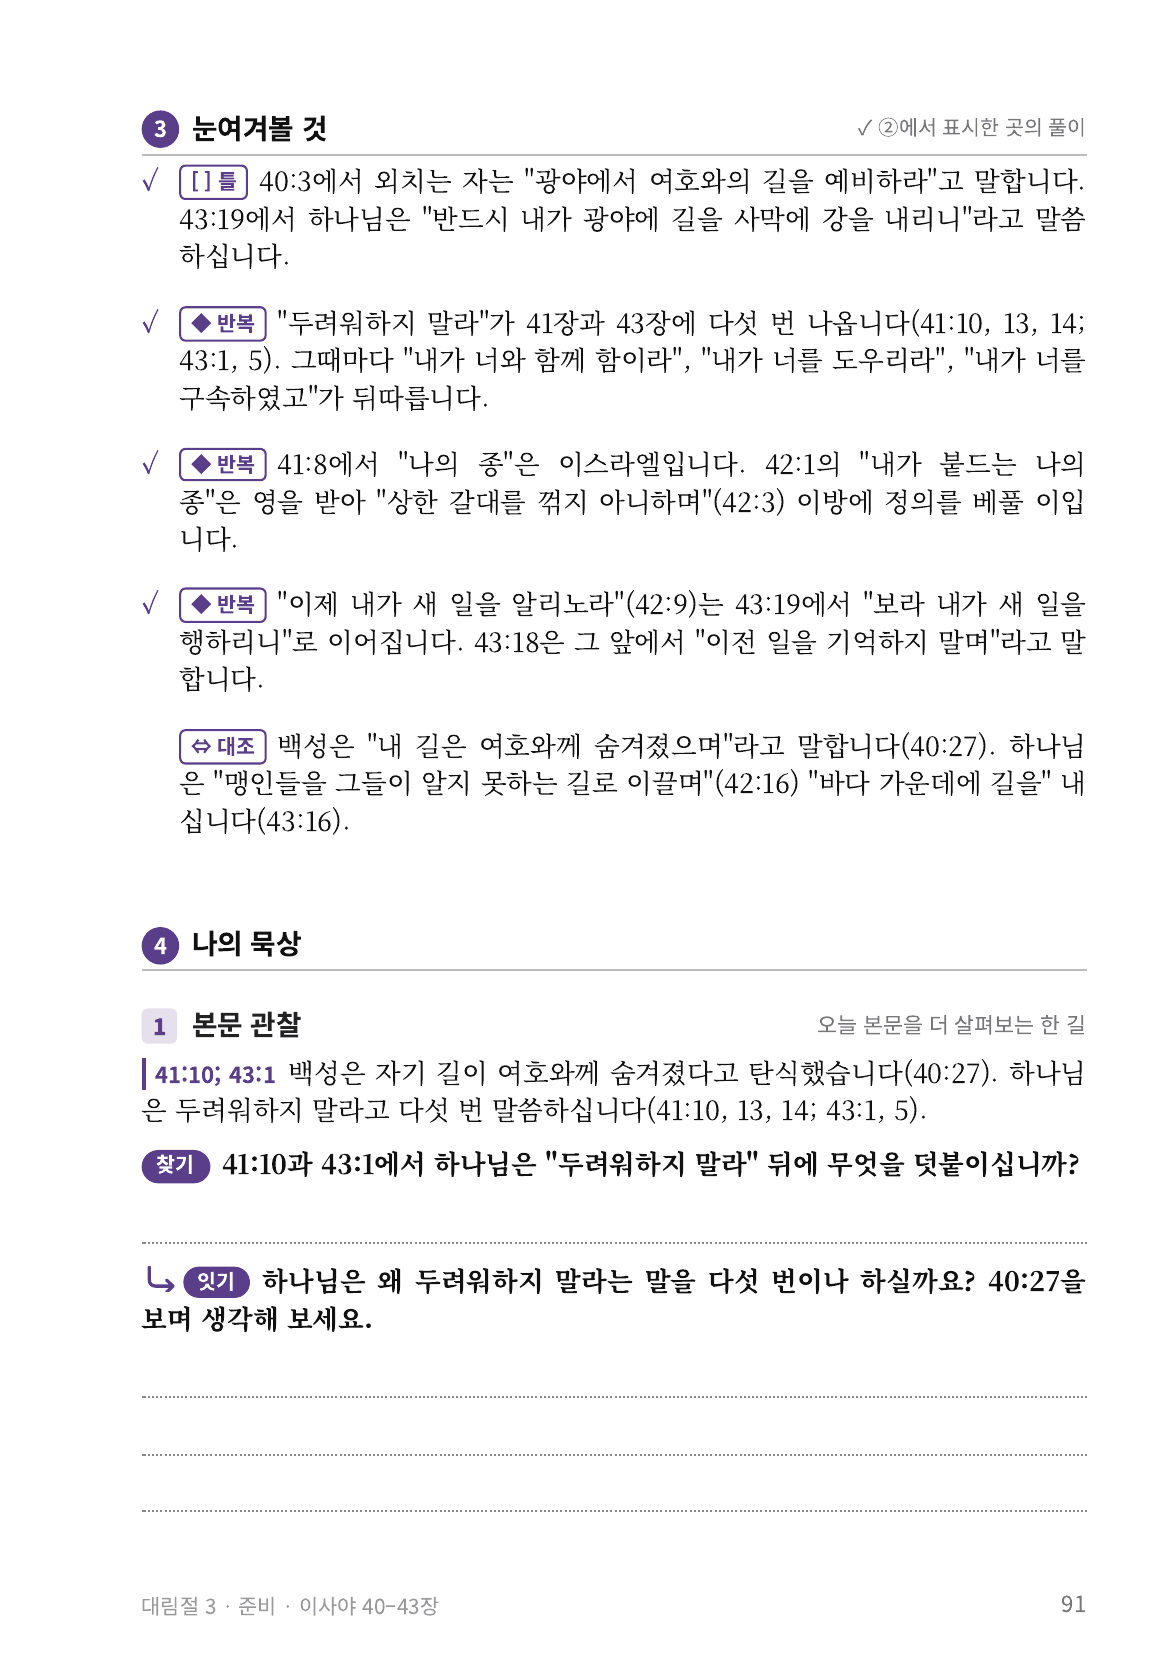 3 눈여겨볼 것
✓ ②에서 표시한 곳의 풀이
✓ [ ] 틀 40:3에서 외치는 자는 "광야에서 여호와의 길을 예비하라"고 말합니다.
43:19에서 하나님은 "반드시 내가 광야에 길을 사막에 강을 내리니"라고 말씀
하십니다.
✓ ◆ 반복 "두려워하지 말라"가 41장과 43장에 다섯 번 나옵니다(41:10, 13, 14;
43:1, 5). 그때마다 "내가 너와 함께 함이라", "내가 너를 도우리라", "내가 너를
구속하였고"가 뒤따릅니다.
✓ ◆ 반복 41:8에서 "나의 종"은 이스라엘입니다. 42:1의 "내가 붙드는 나의
종"은 영을 받아 "상한 갈대를 꺾지 아니하며"(42:3) 이방에 정의를 베풀 이입
니다.
✓ ◆ 반복 "이제 내가 새 일을 알리노라"(42:9)는 43:19에서 "보라 내가 새 일을
행하리니"로 이어집니다. 43:18은 그 앞에서 "이전 일을 기억하지 말며"라고 말
합니다.
⇔ 대조 백성은 "내 길은 여호와께 숨겨졌으며"라고 말합니다(40:27). 하나님
은 "맹인들을 그들이 알지 못하는 길로 이끌며"(42:16) "바다 가운데에 길을" 내
십니다(43:16).
4 나의 묵상
1 본문 관찰
오늘 본문을 더 살펴보는 한 길
41:10; 43:1 백성은 자기 길이 여호와께 숨겨졌다고 탄식했습니다(40:27). 하나님
은 두려워하지 말라고 다섯 번 말씀하십니다(41:10, 13, 14; 43:1, 5).
찾기 41:10과 43:1에서 하나님은 "두려워하지 말라" 뒤에 무엇을 덧붙이십니까?
잇기 하나님은 왜 두려워하지 말라는 말을 다섯 번이나 하실까요? 40:27을
보며 생각해 보세요.
대림절 3 · 준비 · 이사야 40–43장
91